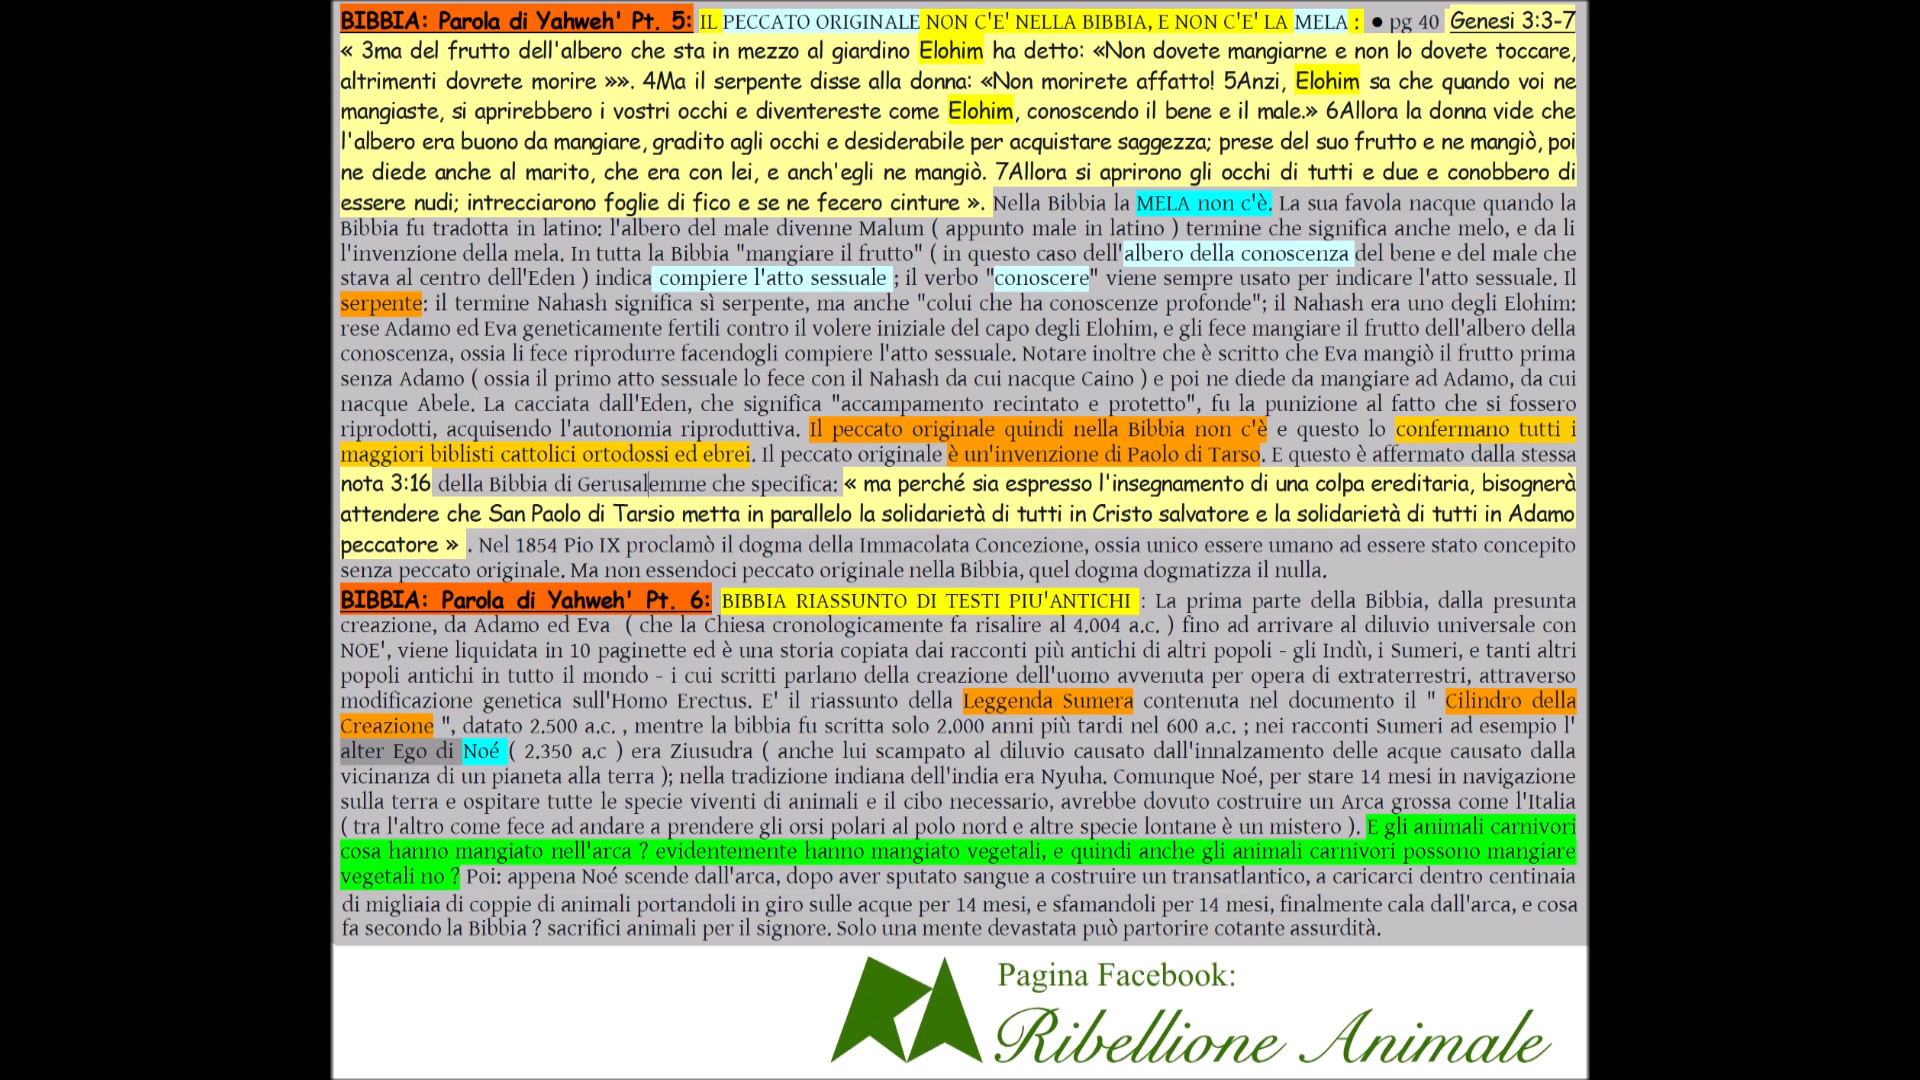 BIBBIA: Parola di Yahweh' Pt. 5: IL PECCATO ORIGINALE NON C'E' NELLA BIBBIA, E NON C'E' LA MELA : ● pg 40 Genesi 3:3-7
« 3ma del frutto dell'albero che sta in mezzo al giardino Elohim ha detto: «Non dovete mangiarne e non lo dovete toccare,
altrimenti dovrete morire »». 4Ma il serpente disse alla donna: «Non morirete affatto! 5Anzi, Elohim sa che quando voi ne
mangiaste, si aprirebbero i vostri occhi e diventereste come Elohim, conoscendo il bene e il male.» 6Allora la donna vide che
l'albero era buono da mangiare, gradito agli occhi e desiderabile per acquistare saggezza; prese del suo frutto e ne mangiò, poi
ne diede anche al marito, che era con lei, e anch'egli ne mangiò. 7Allora si aprirono gli occhi di tutti e due e conobbero di
essere nudi; intrecciarono foglie di fico e se ne fecero cinture ». Nella Bibbia la MELA non c'è. La sua favola nacque quando la
Bibbia fu tradotta in latino: l'albero del male divenne Malum ( appunto male in latino ) termine che significa anche melo, e da li
l'invenzione della mela. In tutta la Bibbia "mangiare il frutto" ( in questo caso dell'albero della conoscenza del bene e del male che
stava al centro dell'Eden ) indica compiere l'atto sessuale ; il verbo "conoscere" viene sempre usato per indicare l'atto sessuale. Il
serpente: il termine Nahash significa sì serpente, ma anche "colui che ha conoscenze profonde"; il Nahash era uno degli Elohim:
rese Adamo ed Eva geneticamente fertili contro il volere iniziale del capo degli Elohim, e gli fece mangiare il frutto dell'albero della
conoscenza, ossia li fece riprodurre facendogli compiere l'atto sessuale. Notare inoltre che è scritto che Eva mangiò il frutto prima
senza Adamo ( ossia il primo atto sessuale lo fece con il Nahash da cui nacque Caino ) e poi ne diede da mangiare ad Adamo, da cui
nacque Abele. La cacciata dall'Eden, che significa "accampamento recintato e protetto", fu la punizione al fatto che si fossero
riprodotti, acquisendo l'autonomia riproduttiva. Il peccato originale quindi nella Bibbia non c'è e questo lo confermano tutti i
maggiori biblisti cattolici ortodossi ed ebrei. Il peccato originale è un'invenzione di Paolo di Tarso. E questo è affermato dalla stessa
nota 3:16 della Bibbia di Gerusalemme che specifica: « ma perché sia espresso l'insegnamento di una colpa ereditaria, bisognerà
attendere che San Paolo di Tarsio metta in parallelo la solidarietà di tutti in Cristo salvatore e la solidarietà di tutti in Adamo
peccatore » . Nel 1854 Pio IX proclamò il dogma della Immacolata Concezione, ossia unico essere umano ad essere stato concepito
senza peccato originale. Ma non essendoci peccato originale nella Bibbia, quel dogma dogmatizza il nulla.
BIBBIA: Parola di Yahweh' Pt. 6: BIBBIA RIASSUNTO DI TESTI PIU'ANTICHI : La prima parte della Bibbia, dalla presunta
creazione, da Adamo ed Eva ( che la Chiesa cronologicamente fa risalire al 4.004 a.c. ) fino ad arrivare al diluvio universale con
NOE', viene liquidata in 10 paginette ed è una storia copiata dai racconti più antichi di altri popoli - gli Indù, i Sumeri, e tanti altri
popoli antichi in tutto il mondo - i cui scritti parlano della creazione dell'uomo avvenuta per opera di extraterrestri, attraverso
modificazione genetica sull'Homo Erectus. E' il riassunto della Leggenda Sumera contenuta nel documento il " Cilindro della
Creazione ", datato 2.500 a.c. , mentre la bibbia fu scritta solo 2.000 anni più tardi nel 600 a.c. ; nei racconti Sumeri ad esempio l'
alter Ego di Noé ( 2.350 a.c ) era Ziusudra ( anche lui scampato al diluvio causato dall'innalzamento delle acque causato dalla
vicinanza di un pianeta alla terra ); nella tradizione indiana dell'india era Nyuha. Comunque Noé, per stare 14 mesi in navigazione
sulla terra e ospitare tutte le specie viventi di animali e il cibo necessario, avrebbe dovuto costruire un Arca grossa come l'Italia
( tra l'altro come fece ad andare a prendere gli orsi polari al polo nord e altre specie lontane è un mistero ). E gli animali carnivori
cosa hanno mangiato nell'arca ? evidentemente hanno mangiato vegetali, e quindi anche gli animali carnivori possono mangiare
vegetali no ? Poi: appena Noé scende dall'arca, dopo aver sputato sangue a costruire un transatlantico, a caricarci dentro centinaia
di migliaia di coppie di animali portandoli in giro sulle acque per 14 mesi, e sfamandoli per 14 mesi, finalmente cala dall'arca, e cosa
fa secondo la Bibbia ? sacrifici animali per il signore. Solo una mente devastata può partorire cotante assurdità.
Pagina Facebook:
Ribellione Animale